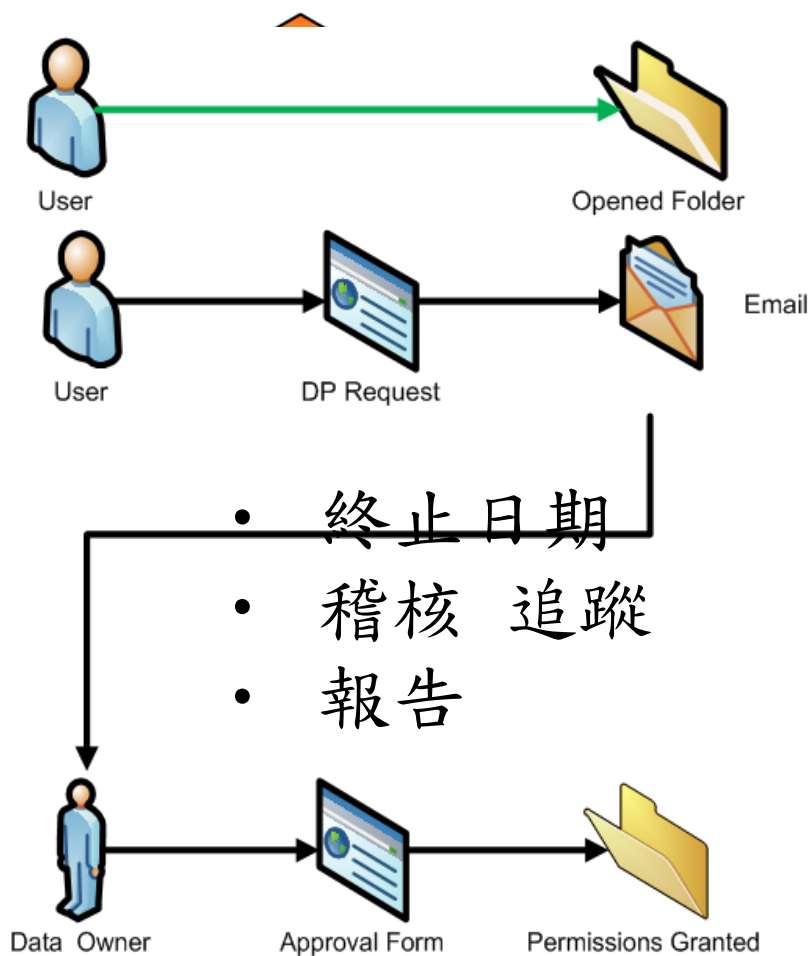 User
Opened Folder
Email
User
DP Request
• 終止日期
• 稽核 追蹤
• 報告
Data Owner
Approval Form
Permissions Granted